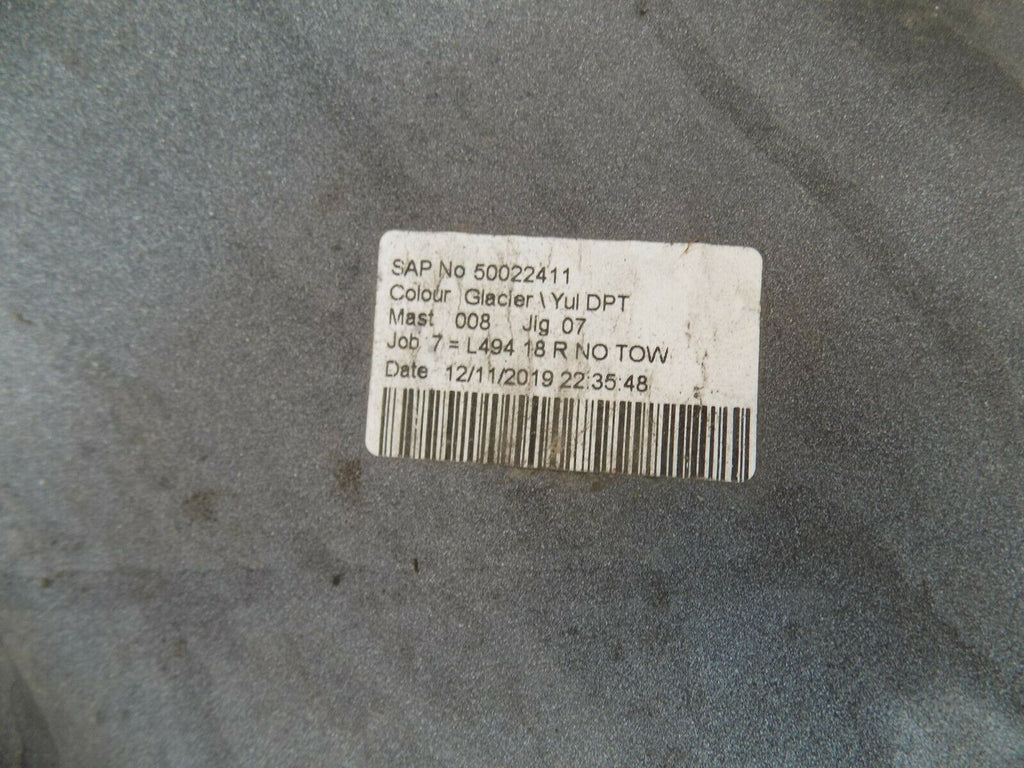 SAP No 50022411
Colour Glacier \ Yul DPT
Mast 008 Jig 07
Job 7 = L494 18 R NO TOW
Date 12/11/2019 22:35:48